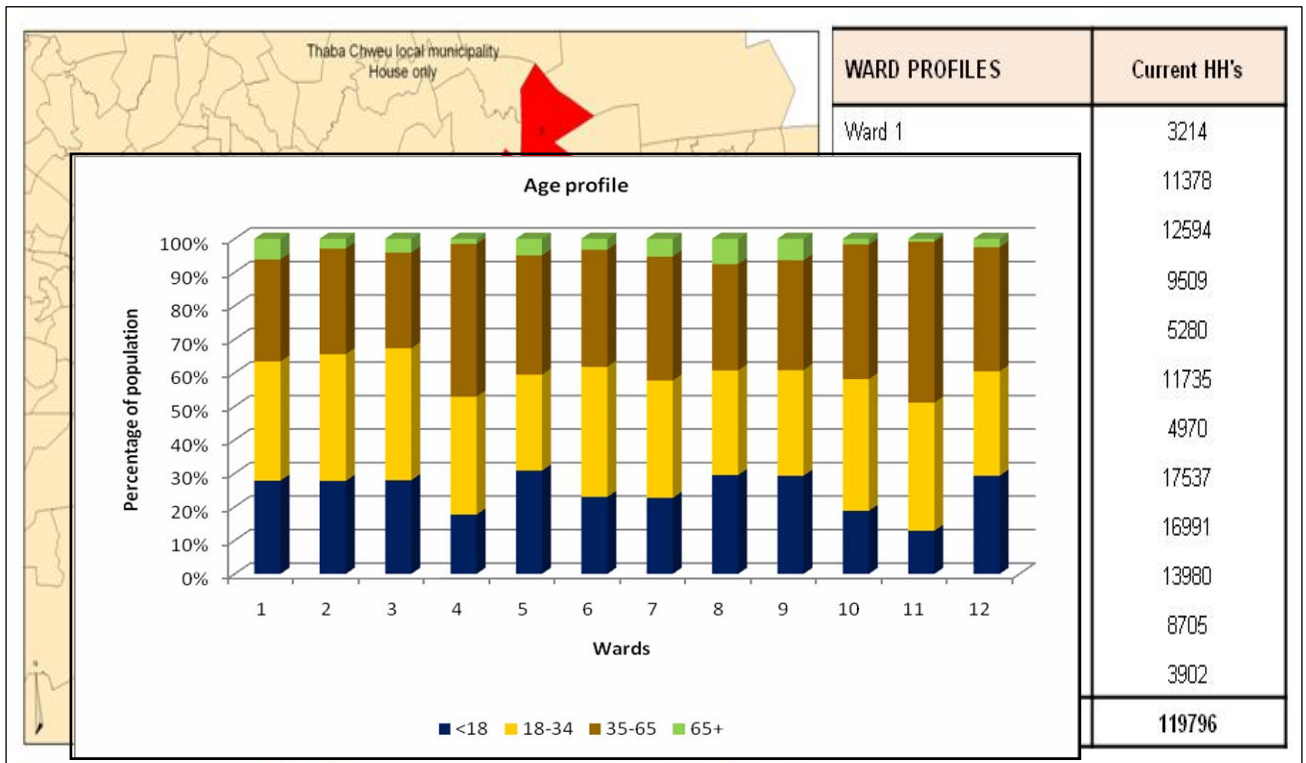 Thaba Chweu local municipality
House only
WARD PROFILES Current HH's
Ward 1 3214
11378
12594
9509
5280
11735
4970
17537
16991
13980
8705
3902
119796
Age profile
Percentage of population
100%
90%
80%
70%
60%
50%
40%
30%
20%
10%
0%
1 2 3 4 5 6 7 8 9 10 11 12
Wards
<18 18-34 35-65 65+